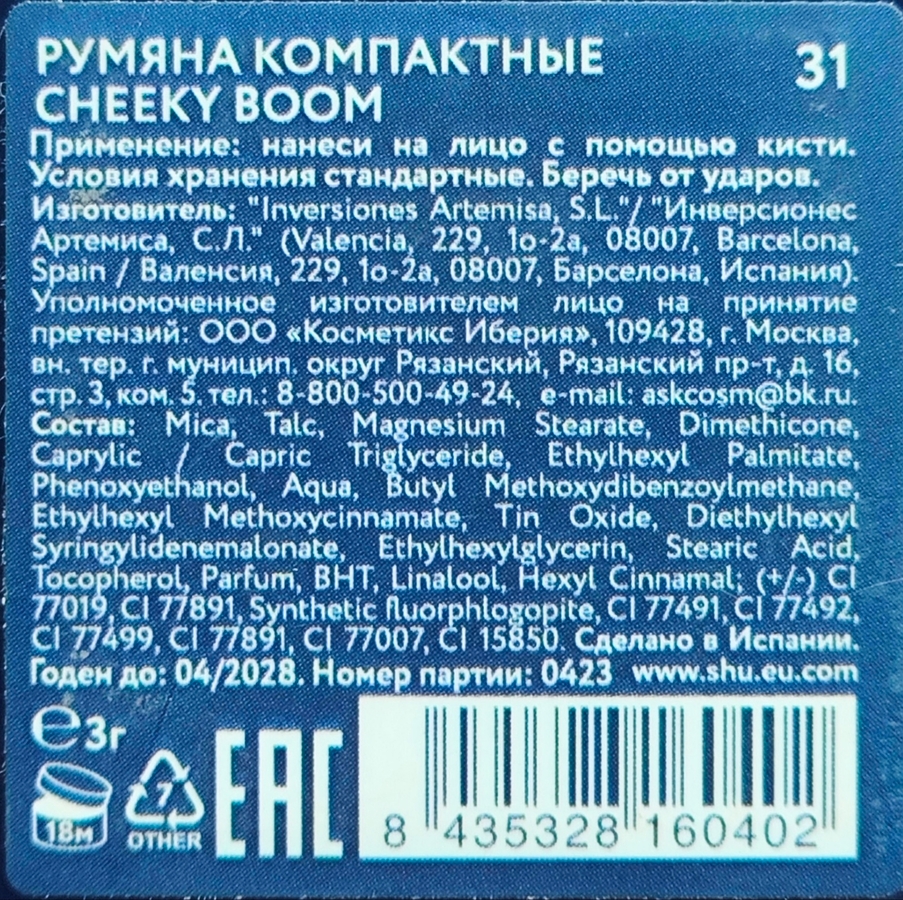 РУМЯНА КОМПАКТНЫЕ 31
CHEEKY BOOM
Применение: нанеси на лицо с помощью кисти.
Условия хранения стандартные. Беречь от ударов.
Изготовитель: "Inversiones Artemisa, S.L."/ "Инверсионес
Артемиса, С.Л." (Valencia, 229, 1o-2a, 08007, Barcelona,
Spain / Валенсия, 229, 1o-2a, 08007, Барселона, Испания).
Уполномоченное изготовителем лицо на принятие
претензий: ООО «Косметикс Иберия», 109428, г. Москва,
вн. тер. г. муницип. округ Рязанский, Рязанский пр-т, д. 16,
стр. 3, ком. 5. тел.: 8-800-500-49-24, e-mail: askcosm@bk.ru.
Состав: Mica, Talc, Magnesium Stearate, Dimethicone,
Caprylic / Capric Triglyceride, Ethylhexyl Palmitate,
Phenoxyethanol, Aqua, Butyl Methoxydibenzoylmethane,
Ethylhexyl Methoxycinnamate, Tin Oxide, Diethylhexyl
Syringylidenemalonate, Ethylhexylglycerin, Stearic Acid,
Tocopherol, Parfum, BHT, Linalool, Hexyl Cinnamal; (+/-) CI
77019, CI 77891, Synthetic fluorphlogopite, CI 77491, CI 77492,
CI 77499, CI 77891, CI 77007, CI 15850. Сделано в Испании.
Годен до: 04/2028. Номер партии: 0423 www.shu.eu.com
℮ 3г
18м
7
OTHER
EAC
8 435328 160402